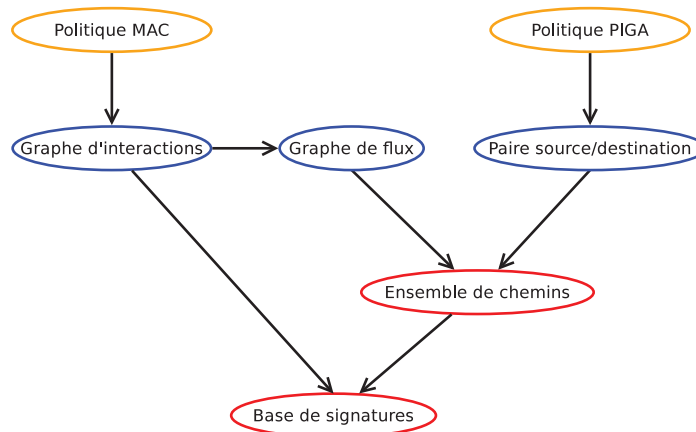 Politique MAC
Politique PIGA
Graphe d'interactions
Graphe de flux
Paire source/destination
Ensemble de chemins
Base de signatures